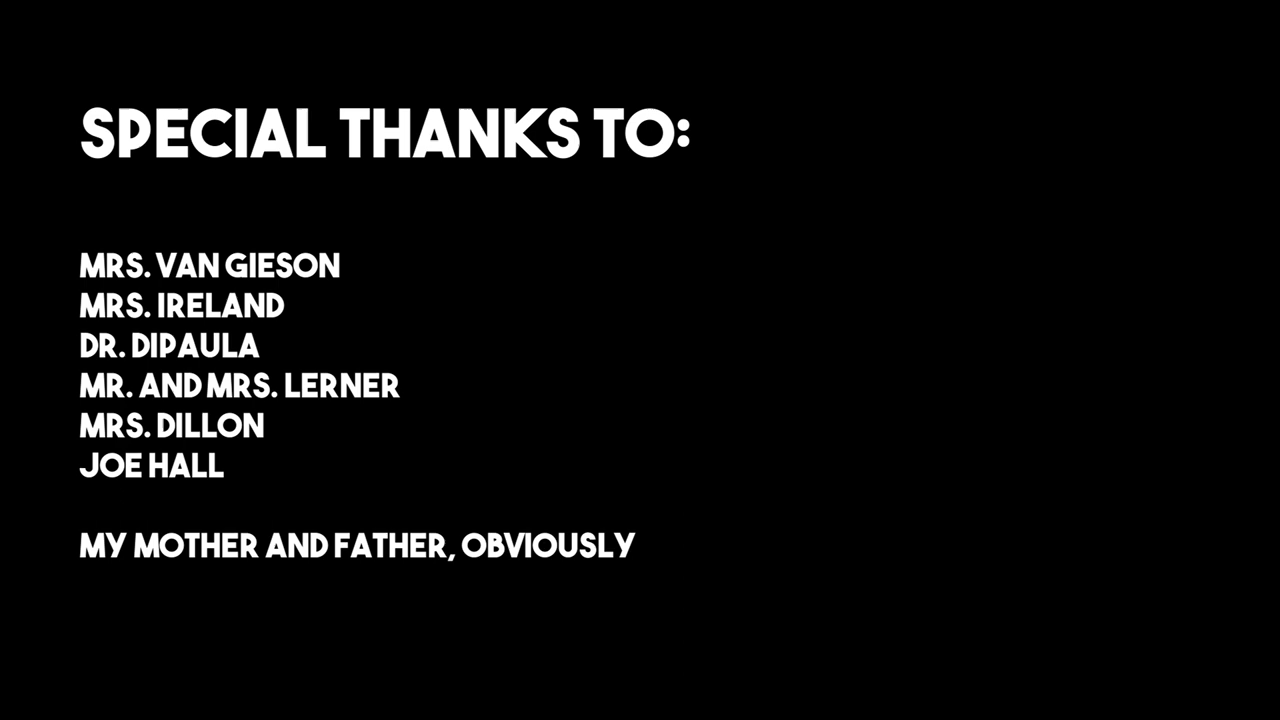 SPECIAL THANKS TO:
MRS. VAN GIESON
MRS. IRELAND
DR. DIPAULA
MR. AND MRS. LERNER
MRS. DILLON
JOE HALL
MY MOTHER AND FATHER, OBVIOUSLY